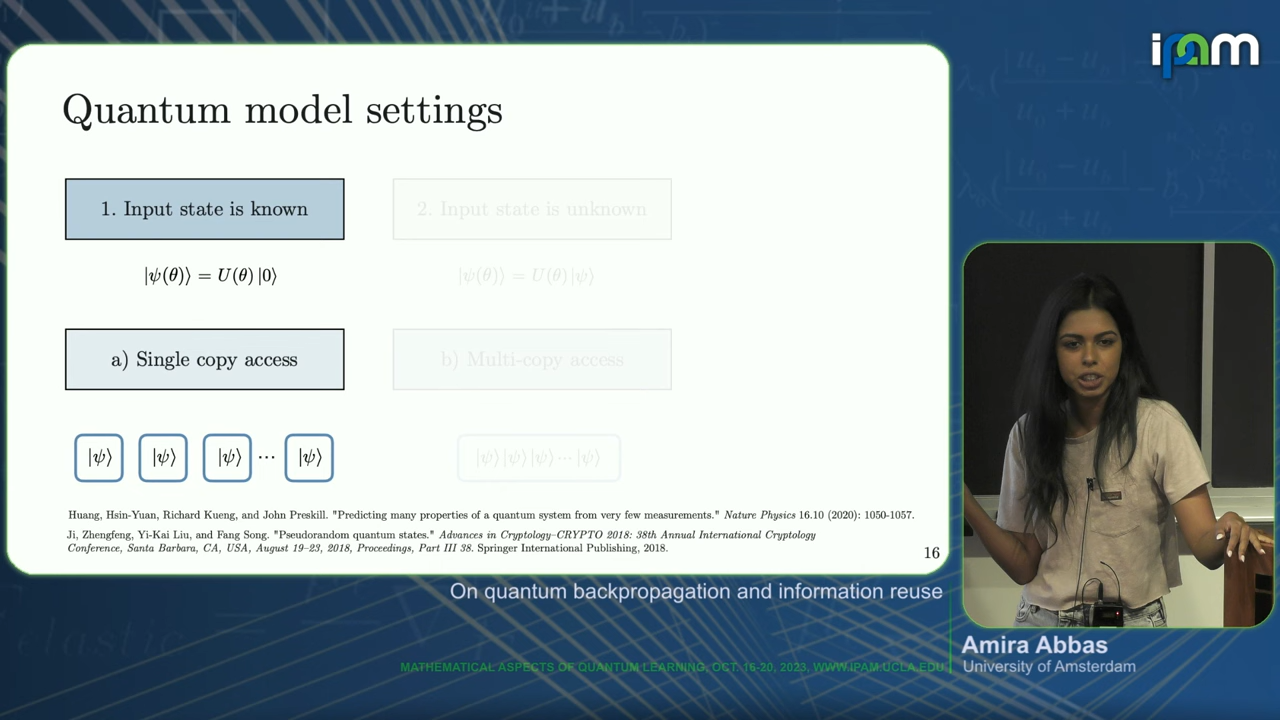 ipam
Quantum model settings
1. Input state is known
2. Input state is unknown
|ψ(θ)⟩ = U(θ)|0⟩
|ψ(θ)⟩ = U(θ)|ψ⟩
a) Single copy access
b) Multi-copy access
|ψ⟩ |ψ⟩ |ψ⟩ ··· |ψ⟩
|ψ⟩|ψ⟩|ψ⟩···|ψ⟩
Huang, Hsin-Yuan, Richard Kueng, and John Preskill. "Predicting many properties of a quantum system from very few measurements." Nature Physics 16.10 (2020): 1050-1057.
Ji, Zhengfeng, Yi-Kai Liu, and Fang Song. "Pseudorandom quantum states." Advances in Cryptology–CRYPTO 2018: 38th Annual International Cryptology
Conference, Santa Barbara, CA, USA, August 19–23, 2018, Proceedings, Part III 38. Springer International Publishing, 2018.
16
On quantum backpropagation and information reuse
Amira Abbas
University of Amsterdam
MATHEMATICAL ASPECTS OF QUANTUM LEARNING, OCT. 16-20, 2023, WWW.IPAM.UCLA.EDU
elastic